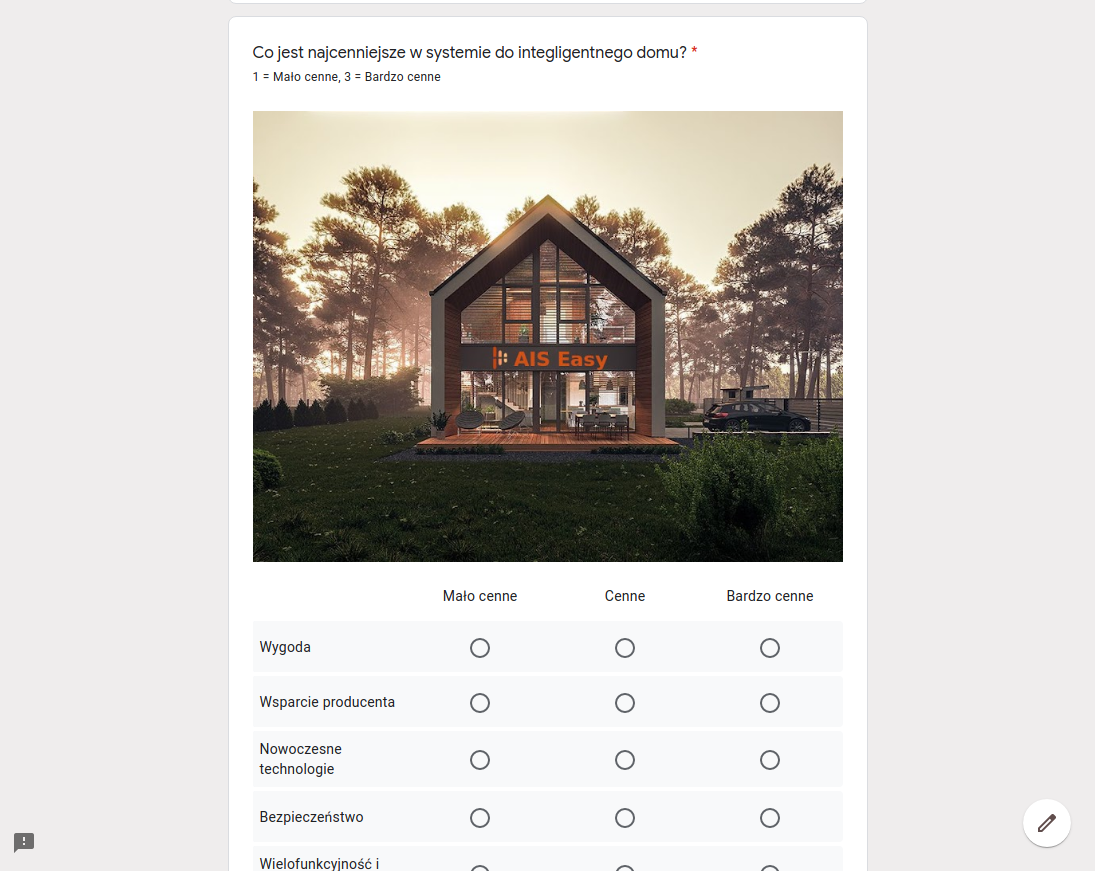 Co jest najcenniejsze w systemie do integligentnego domu? *
1 = Mało cenne, 3 = Bardzo cenne
AIS Easy
Mało cenne Cenne Bardzo cenne
Wygoda
Wsparcie producenta
Nowoczesne
technologie
Bezpieczeństwo
Wielofunkcyjność i